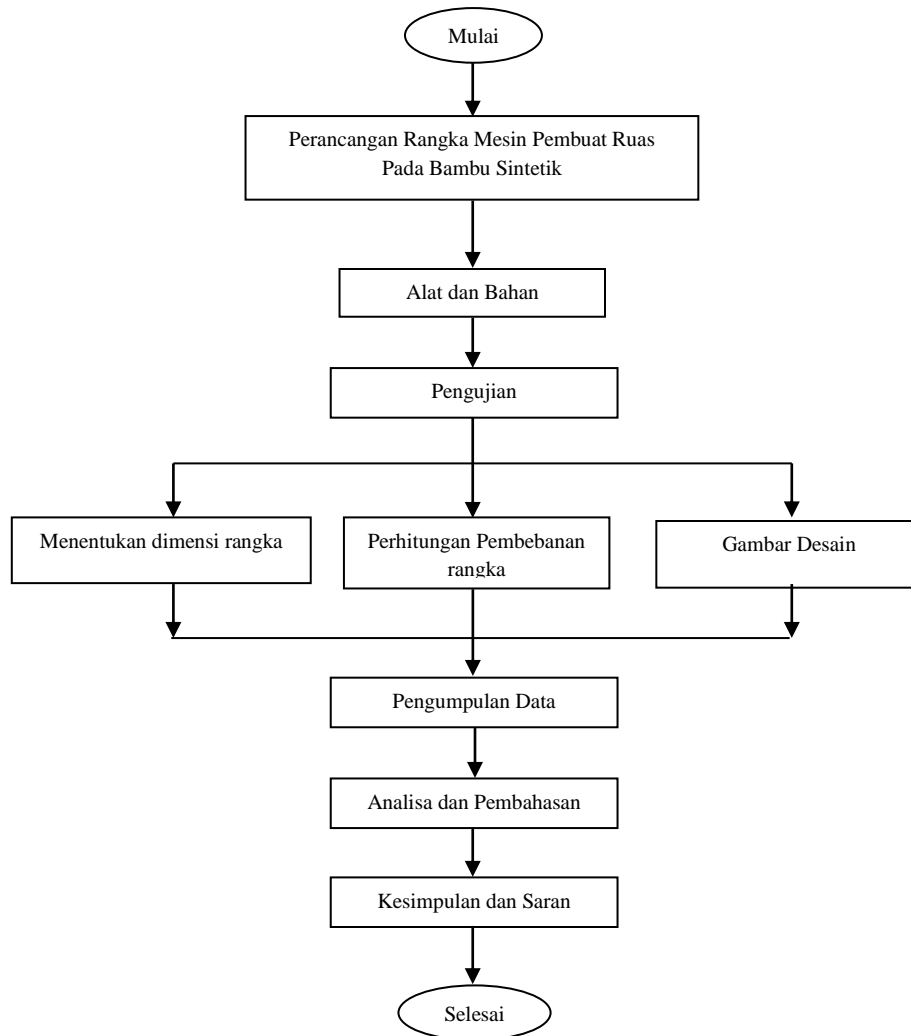 Mulai
Perancangan Rangka Mesin Pembuat Ruas
Pada Bambu Sintetik
Alat dan Bahan
Pengujian
Menentukan dimensi rangka
Perhitungan Pembebanan
rangka
Gambar Desain
Pengumpulan Data
Analisa dan Pembahasan
Kesimpulan dan Saran
Selesai